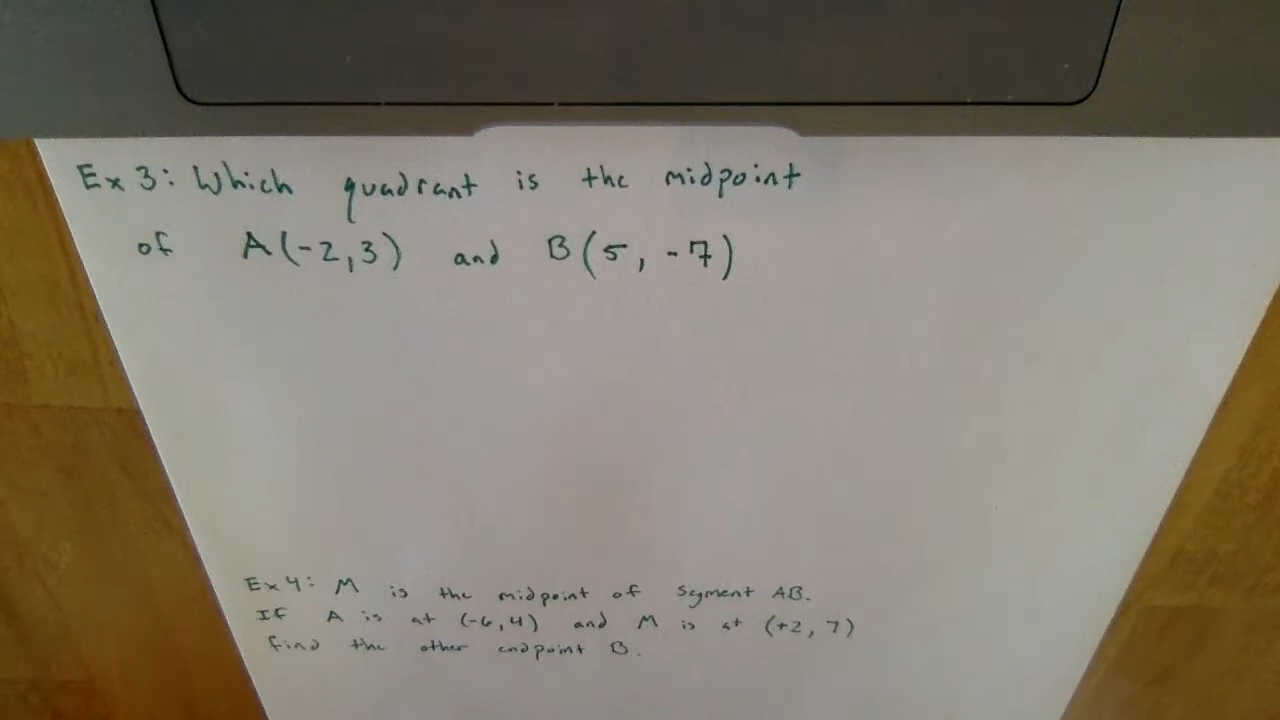 Ex 3: Which quadrant is the midpoint
of A(-2,3) and B(5, -7)
Ex 4: M is the midpoint of Segment AB.
If A is at (-6,4) and M is at (+2, 7)
find the other endpoint B.